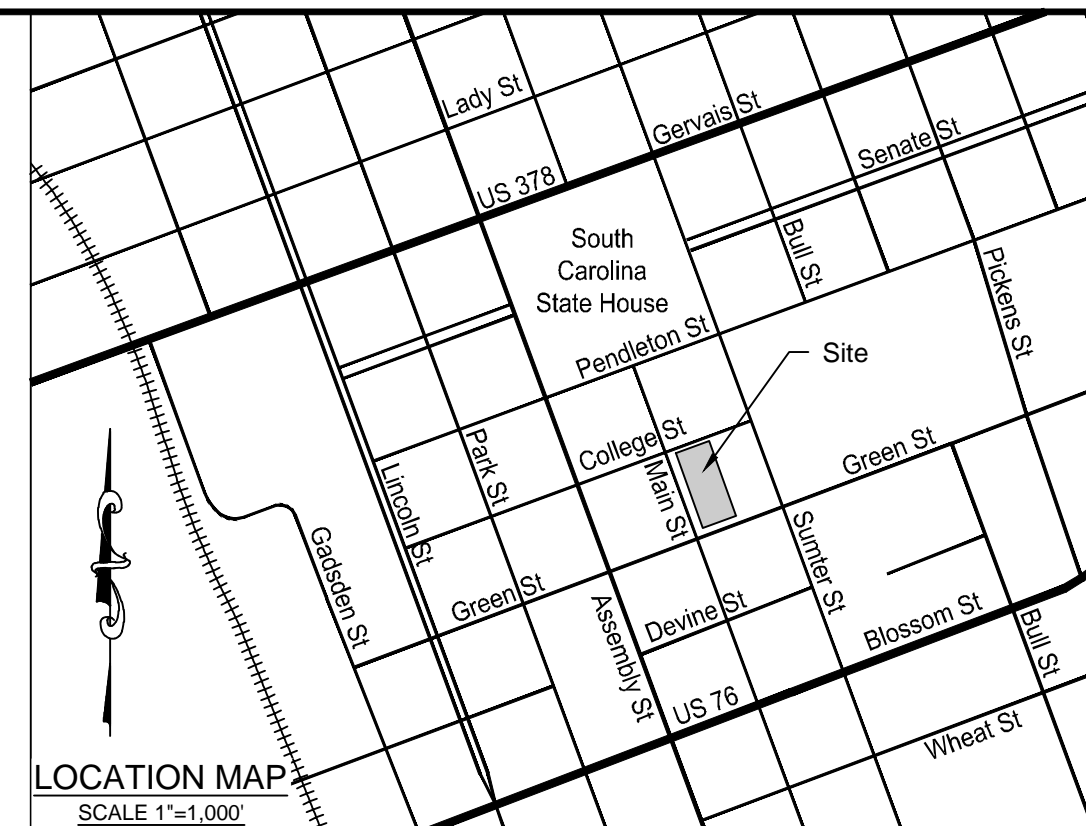 Lady St
Gervais St
Senate St
US 378
South
Carolina
State House
Bull St
Pickens St
Pendleton St
Site
College St
Main St
Green St
Park St
Lincoln St
Gadsden St
Green St
Sumter St
Assembly St
Devine St
Blossom St
Bull St
US 76
Wheat St
LOCATION MAP
SCALE 1"=1,000'